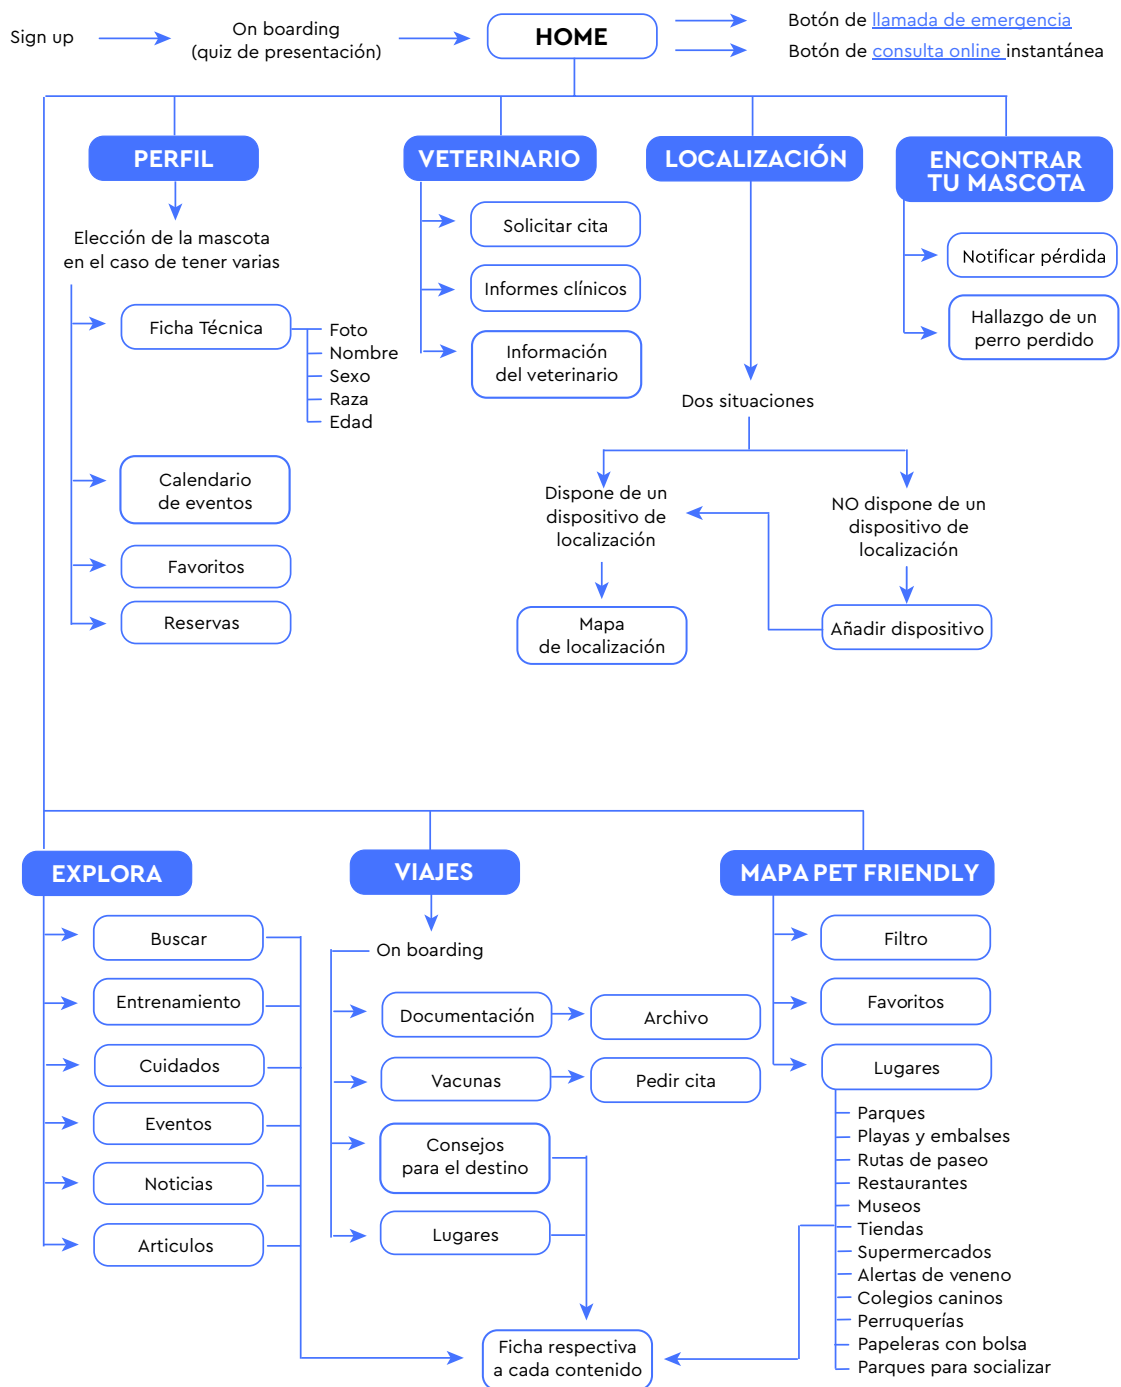 Sign up
On boarding
(quiz de presentación)
HOME
Botón de llamada de emergencia
Botón de consulta online instantánea
PERFIL
Elección de la mascota
en el caso de tener varias
Ficha Técnica
Foto
Nombre
Sexo
Raza
Edad
Calendario
de eventos
Favoritos
Reservas
VETERINARIO
Solicitar cita
Informes clínicos
Información
del veterinario
LOCALIZACIÓN
Dos situaciones
Dispone de un
dispositivo de
localización
Mapa
de localización
NO dispone de un
dispositivo de
localización
Añadir dispositivo
ENCONTRAR
TU MASCOTA
Notificar pérdida
Hallazgo de un
perro perdido
EXPLORA
Buscar
Entrenamiento
Cuidados
Eventos
Noticias
Articulos
VIAJES
On boarding
Documentación
Archivo
Vacunas
Pedir cita
Consejos
para el destino
Lugares
Ficha respectiva
a cada contenido
MAPA PET FRIENDLY
Filtro
Favoritos
Lugares
Parques
Playas y embalses
Rutas de paseo
Restaurantes
Museos
Tiendas
Supermercados
Alertas de veneno
Colegios caninos
Perruquerías
Papeleras con bolsa
Parques para socializar